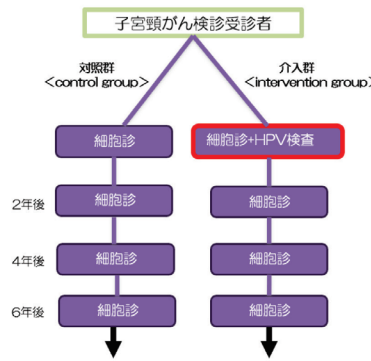 子宮頸がん検診受診者
対照群
<control group>
介入群
<intervention group>
細胞診
細胞診+HPV検査
2年後
細胞診
細胞診
4年後
細胞診
細胞診
6年後
細胞診
細胞診